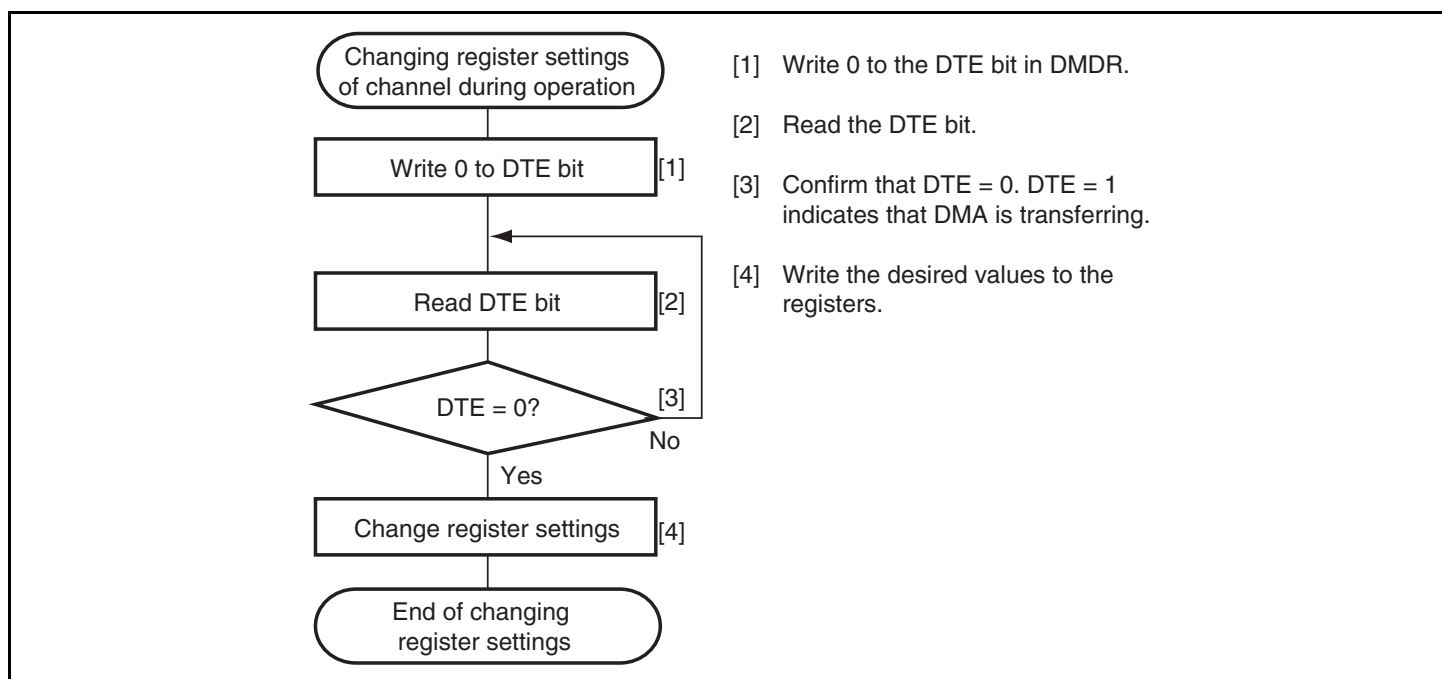 Changing register settings
of channel during operation
Write 0 to DTE bit
[1]
Read DTE bit
[2]
DTE = 0?
[3]
No
Yes
Change register settings
[4]
End of changing
register settings
[1] Write 0 to the DTE bit in DMDR.
[2] Read the DTE bit.
[3] Confirm that DTE = 0. DTE = 1
indicates that DMA is transferring.
[4] Write the desired values to the
registers.